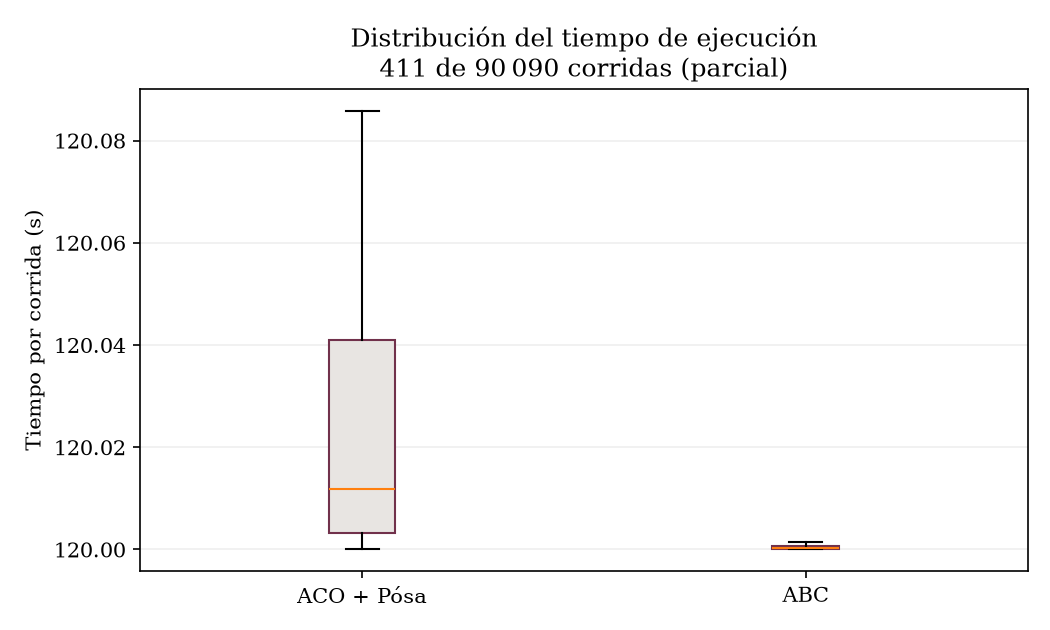 Distribución del tiempo de ejecución
411 de 90 090 corridas (parcial)
Tiempo por corrida (s)
120.08
120.06
120.04
120.02
120.00
ACO + Pósa
ABC